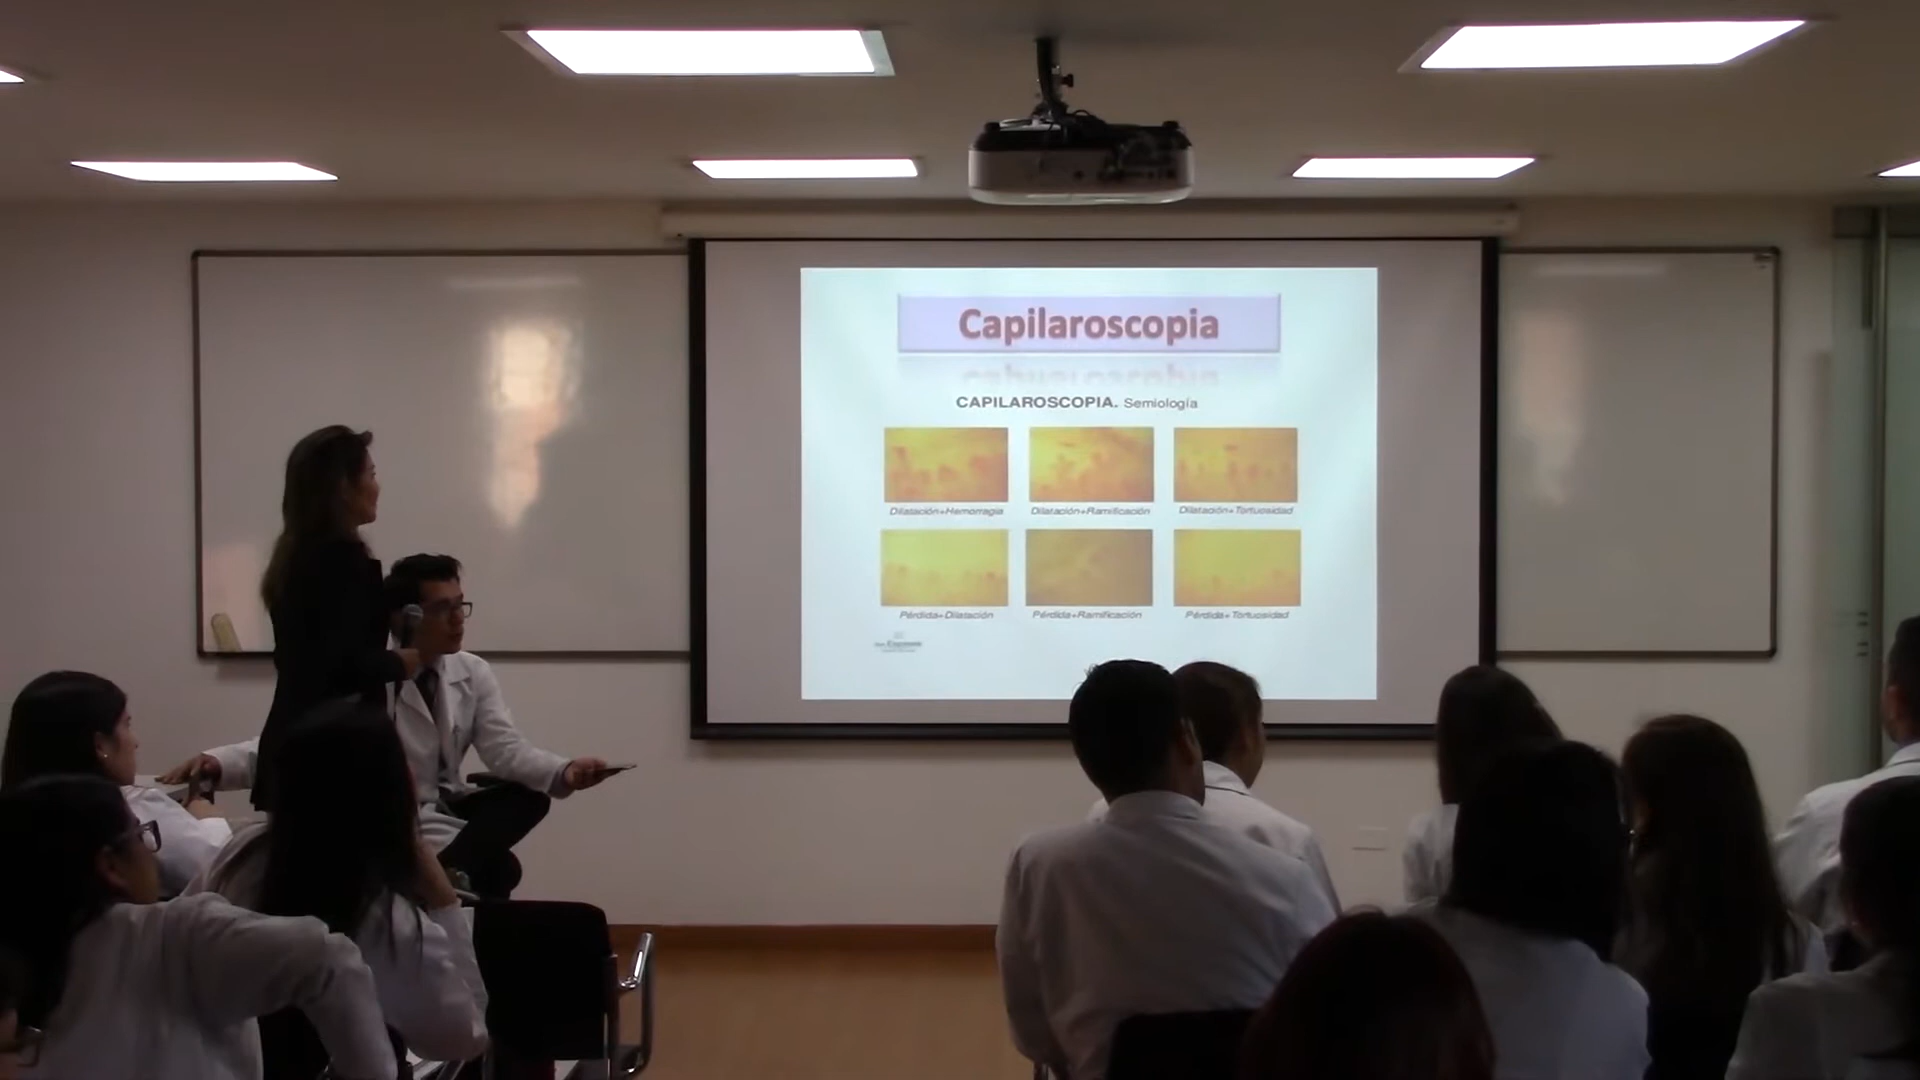 Capilaroscopia
CAPILAROSCOPIA. Semiología
Dilatación+Hemorragia Dilatación+Ramificación Dilatación+Tortuosidad
Pérdida+Dilatación Pérdida+Ramificación Pérdida+Tortuosidad